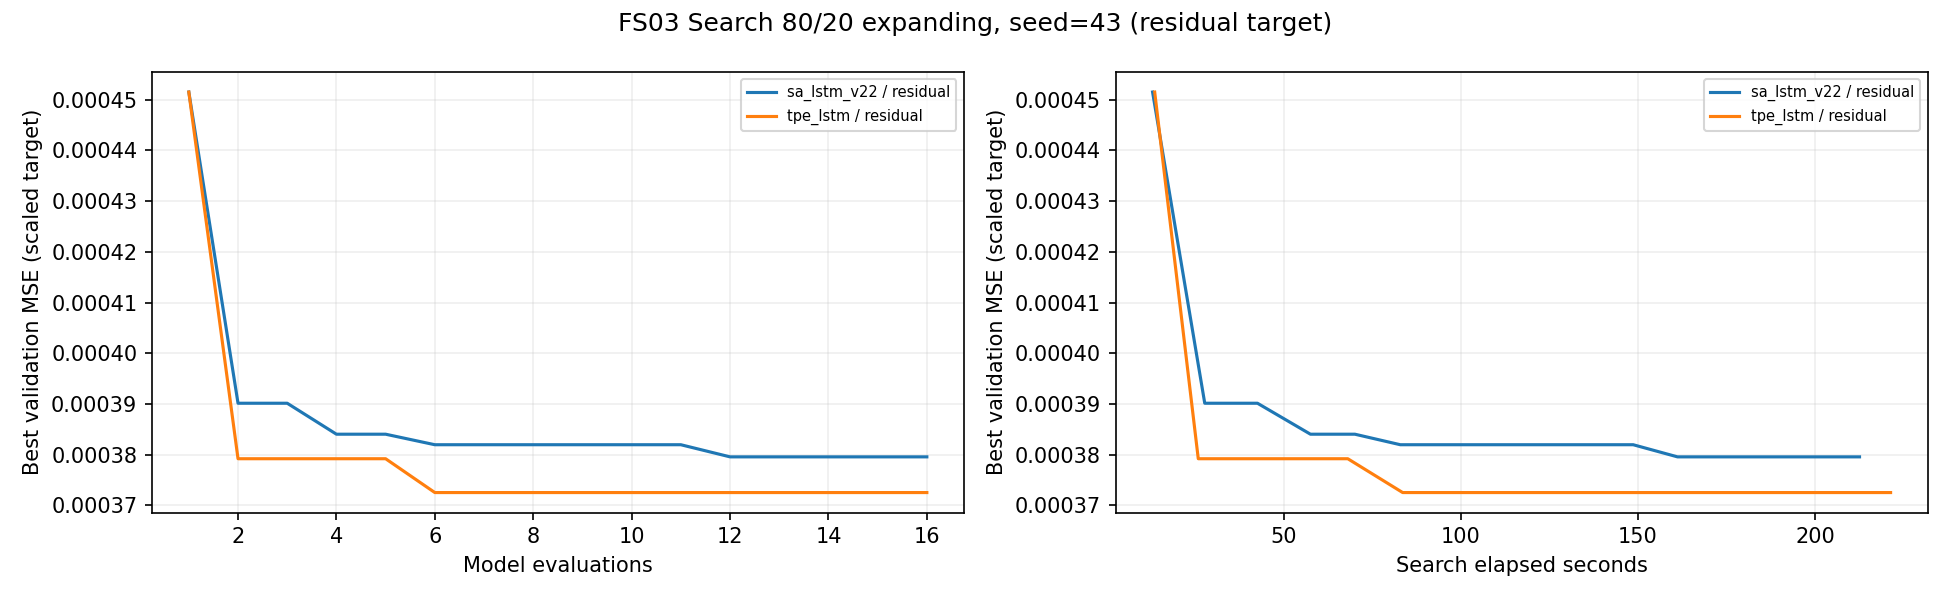 FS03 Search 80/20 expanding, seed=43 (residual target)
Best validation MSE (scaled target)
0.00045
0.00044
0.00043
0.00042
0.00041
0.00040
0.00039
0.00038
0.00037
sa_lstm_v22 / residual
tpe_lstm / residual
2 4 6 8 10 12 14 16
Model evaluations
Best validation MSE (scaled target)
0.00045
0.00044
0.00043
0.00042
0.00041
0.00040
0.00039
0.00038
0.00037
sa_lstm_v22 / residual
tpe_lstm / residual
50 100 150 200
Search elapsed seconds